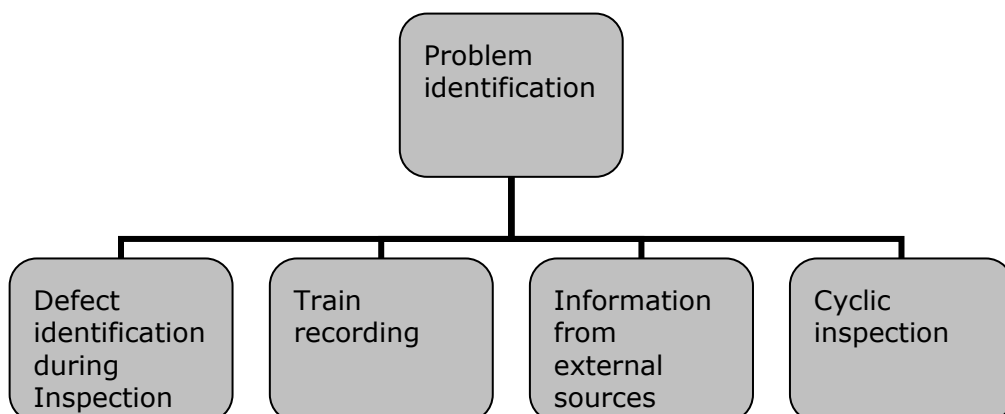 Problem
identification
Defect
identification
during
Inspection
Train
recording
Information
from
external
sources
Cyclic
inspection